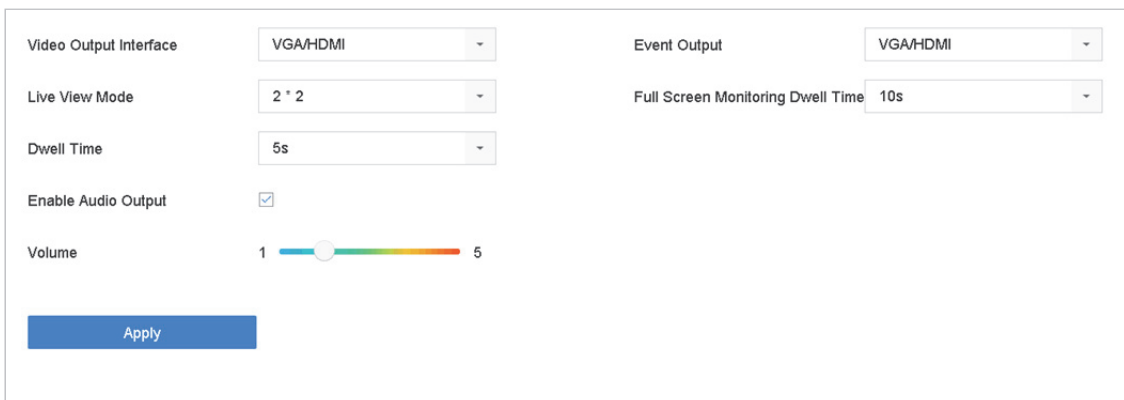 Video Output Interface VGA/HDMI Event Output VGA/HDMI
Live View Mode 2 * 2 Full Screen Monitoring Dwell Time 10s
Dwell Time 5s
Enable Audio Output
Volume 1 5
Apply